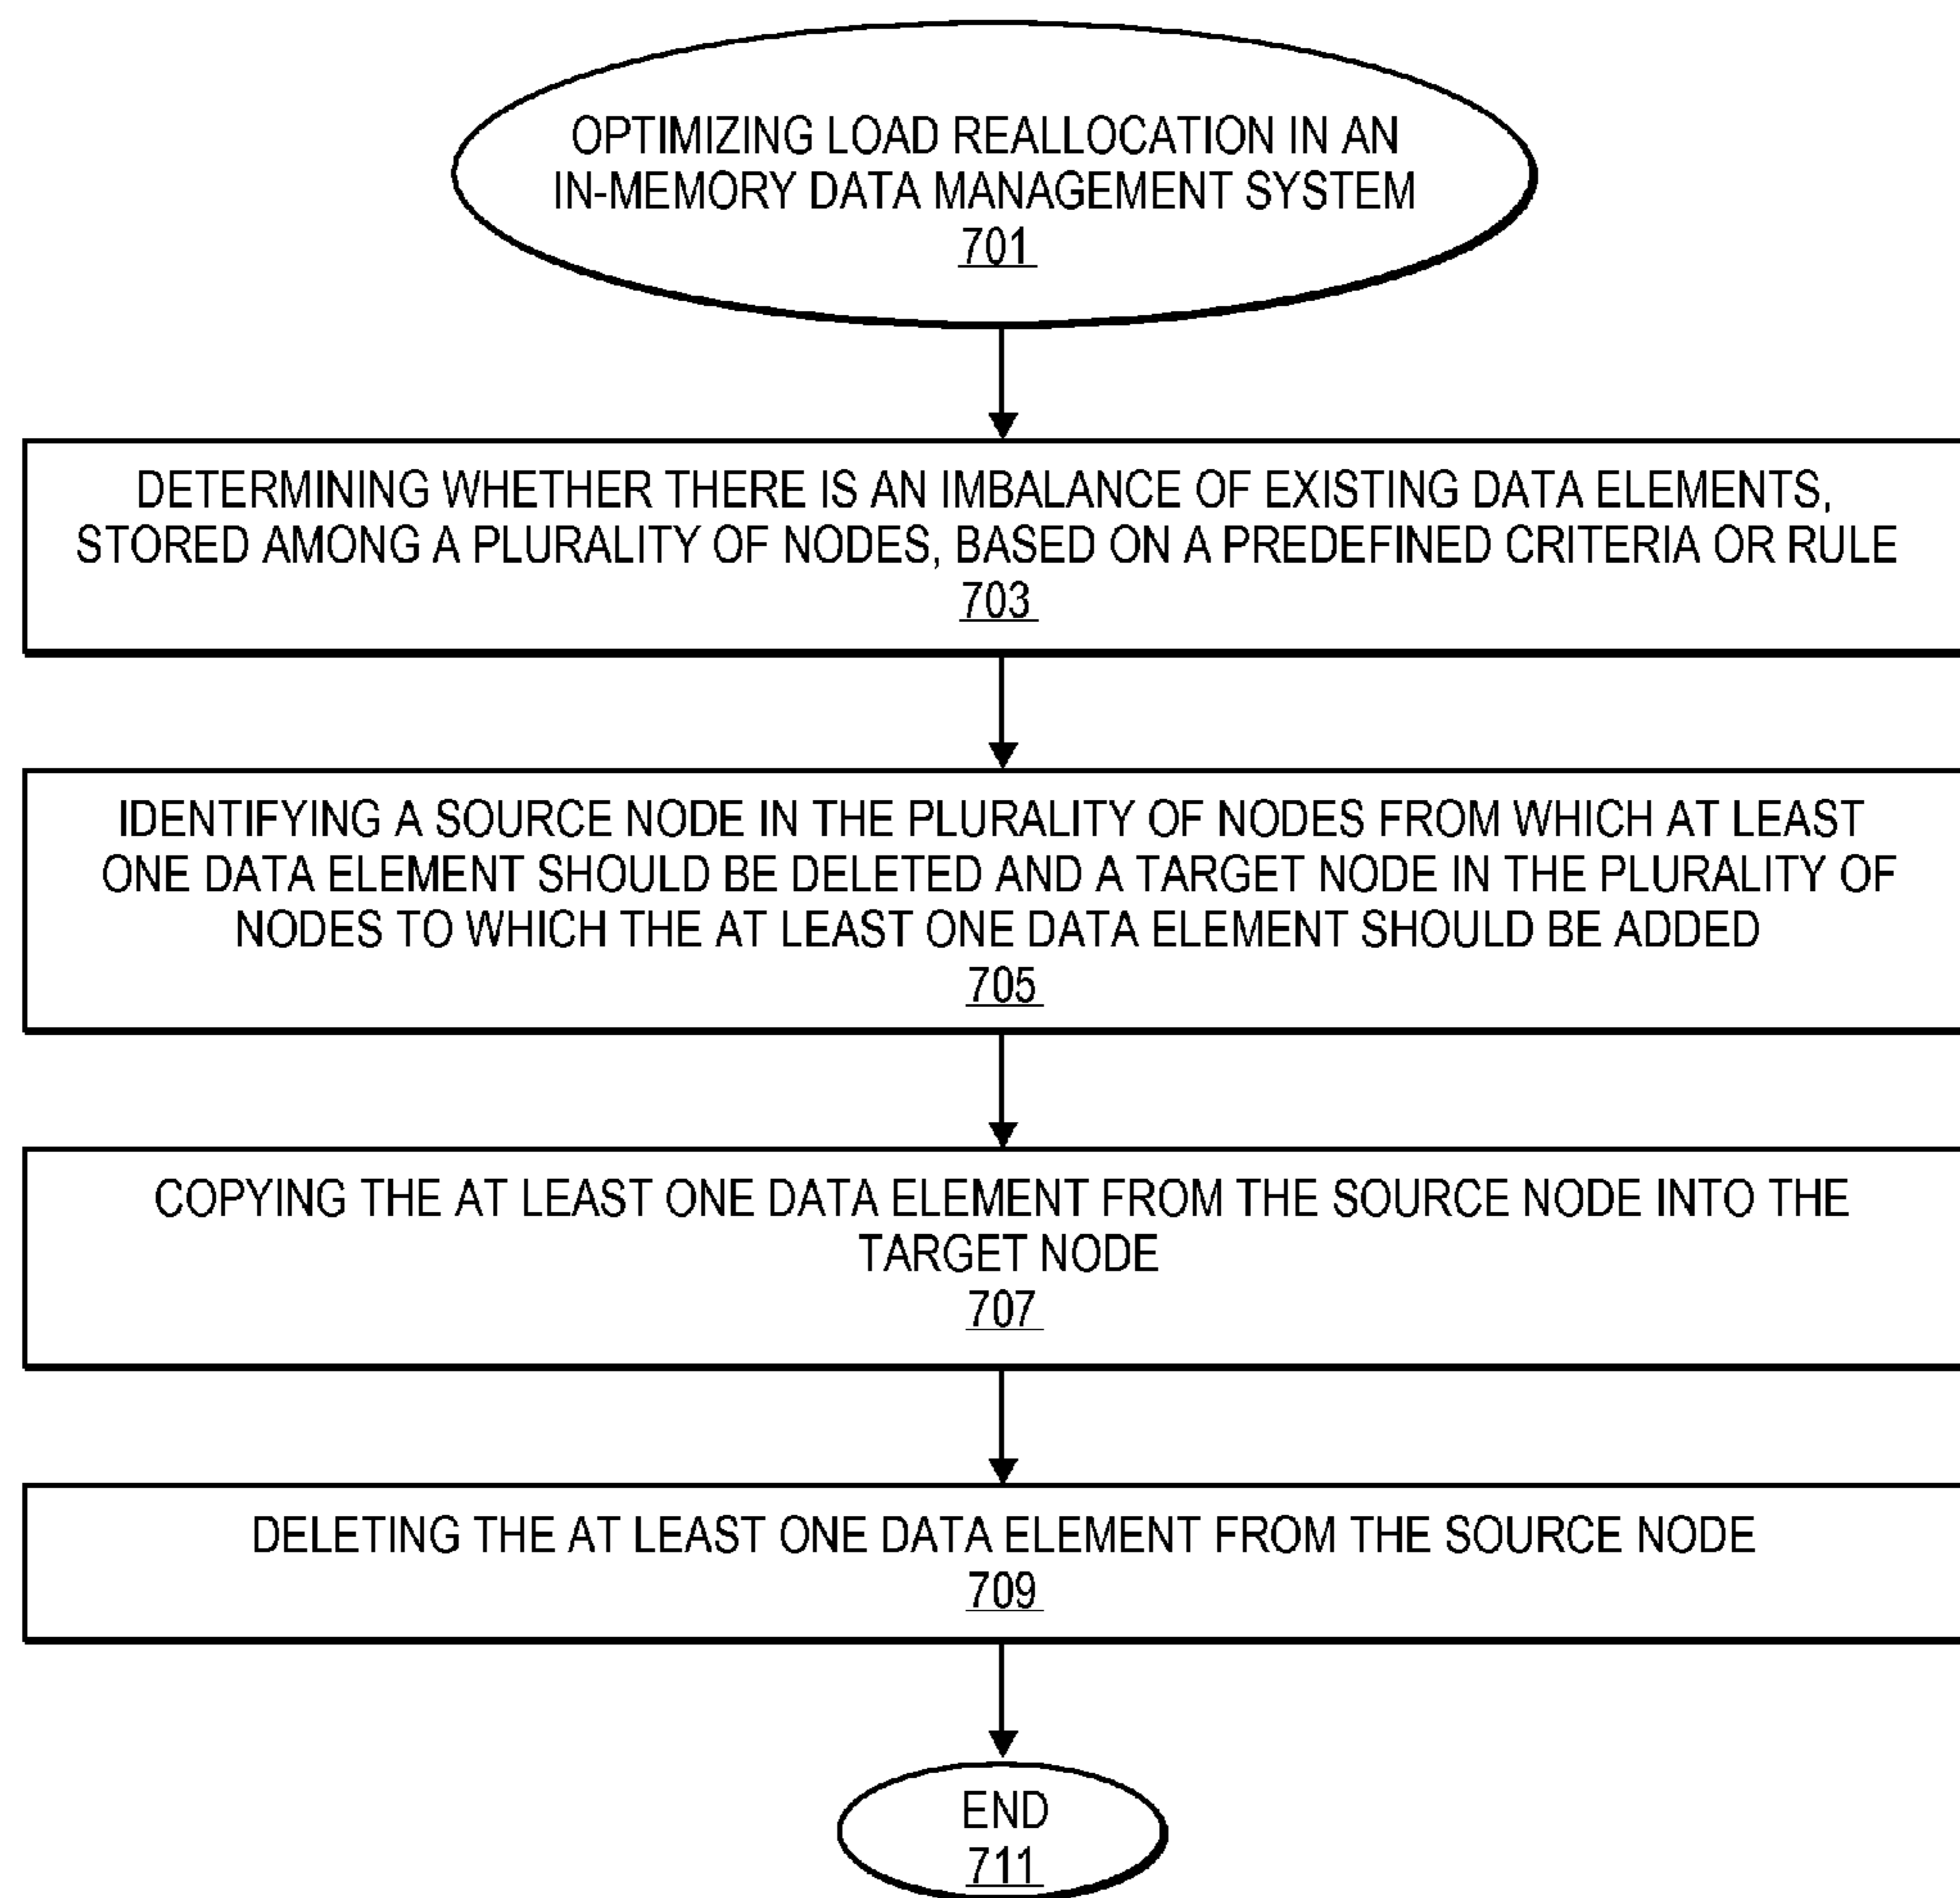 OPTIMIZING LOAD REALLOCATION IN AN
IN-MEMORY DATA MANAGEMENT SYSTEM
701
DETERMINING WHETHER THERE IS AN IMBALANCE OF EXISTING DATA ELEMENTS,
STORED AMONG A PLURALITY OF NODES, BASED ON A PREDEFINED CRITERIA OR RULE
703
IDENTIFYING A SOURCE NODE IN THE PLURALITY OF NODES FROM WHICH AT LEAST
ONE DATA ELEMENT SHOULD BE DELETED AND A TARGET NODE IN THE PLURALITY OF
NODES TO WHICH THE AT LEAST ONE DATA ELEMENT SHOULD BE ADDED
705
COPYING THE AT LEAST ONE DATA ELEMENT FROM THE SOURCE NODE INTO THE
TARGET NODE
707
DELETING THE AT LEAST ONE DATA ELEMENT FROM THE SOURCE NODE
709
END
711